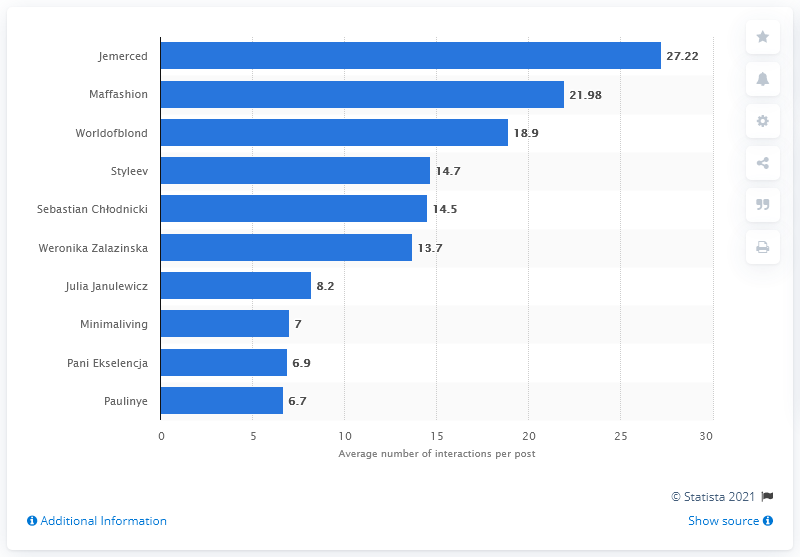 Jemerced 27.22
Maffashion 21.98
Worldofblond 18.9
Styleev 14.7
Sebastian Chłodnicki 14.5
Weronika Zalazinska 13.7
Julia Janulewicz 8.2
Minimaliving 7
Pani Ekselencja 6.9
Paulinye 6.7
0 5 10 15 20 25 30
Average number of interactions per post
© Statista 2021
Additional Information Show source